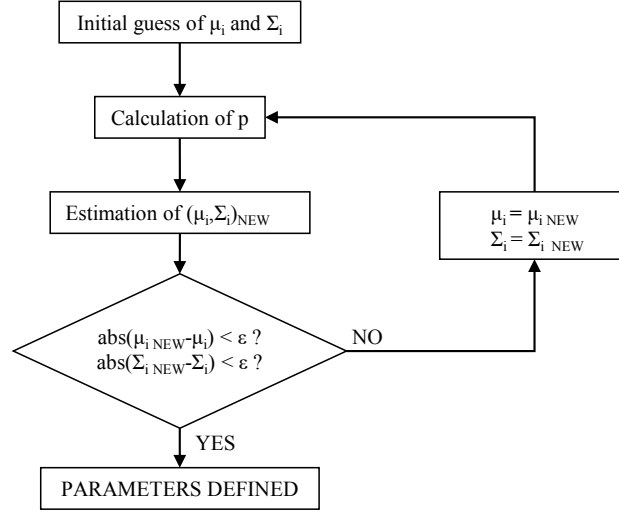 Initial guess of μi and Σi
Calculation of p
Estimation of (μi,Σi)NEW
μi = μi NEW
Σi = Σi NEW
abs(μi NEW-μi) < ε ?
abs(Σi NEW-Σi) < ε ?
NO
YES
PARAMETERS DEFINED